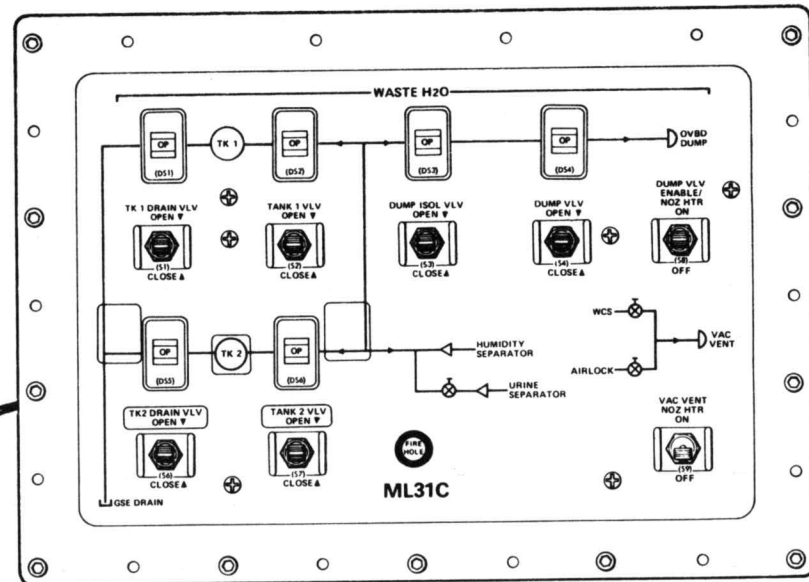 WASTE H2O
OP
(DS1)
TK 1
OP
(DS2)
OP
(DS3)
OP
(DS4)
OVBD
DUMP
TK 1 DRAIN VLV
OPEN ▼
(S1)
CLOSE ▲
TANK 1 VLV
OPEN ▼
(S2)
CLOSE ▲
DUMP ISOL VLV
OPEN ▼
(S3)
CLOSE ▲
DUMP VLV
OPEN ▼
(S4)
CLOSE ▲
DUMP VLV
ENABLE/
NOZ HTR
ON
(S8)
OFF
OP
(DS5)
TK 2
OP
(DS6)
HUMIDITY
SEPARATOR
URINE
SEPARATOR
WCS
AIRLOCK
VAC
VENT
TK2 DRAIN VLV
OPEN ▼
(S6)
CLOSE ▲
TANK 2 VLV
OPEN ▼
(S7)
CLOSE ▲
FIRE
HOLE
ML31C
VAC VENT
NOZ HTR
ON
(S9)
OFF
GSE DRAIN